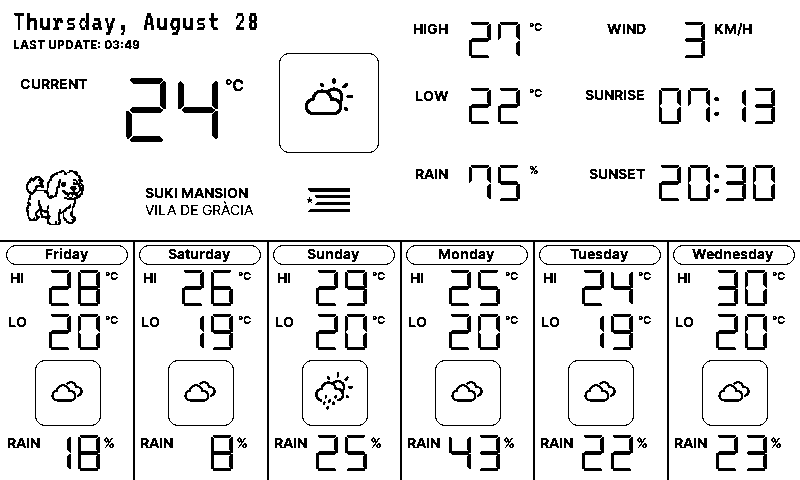 Thursday, August 28
LAST UPDATE: 03:49
CURRENT 24 °C
SUKI MANSION
VILA DE GRÀCIA
HIGH 27 °C
LOW 22 °C
RAIN 75 %
WIND 3 KM/H
SUNRISE 07:13
SUNSET 20:30
Friday
HI 28 °C
LO 20 °C
RAIN 18 %
Saturday
HI 26 °C
LO 19 °C
RAIN 8 %
Sunday
HI 29 °C
LO 20 °C
RAIN 25 %
Monday
HI 25 °C
LO 20 °C
RAIN 43 %
Tuesday
HI 24 °C
LO 19 °C
RAIN 22 %
Wednesday
HI 30 °C
LO 20 °C
RAIN 23 %